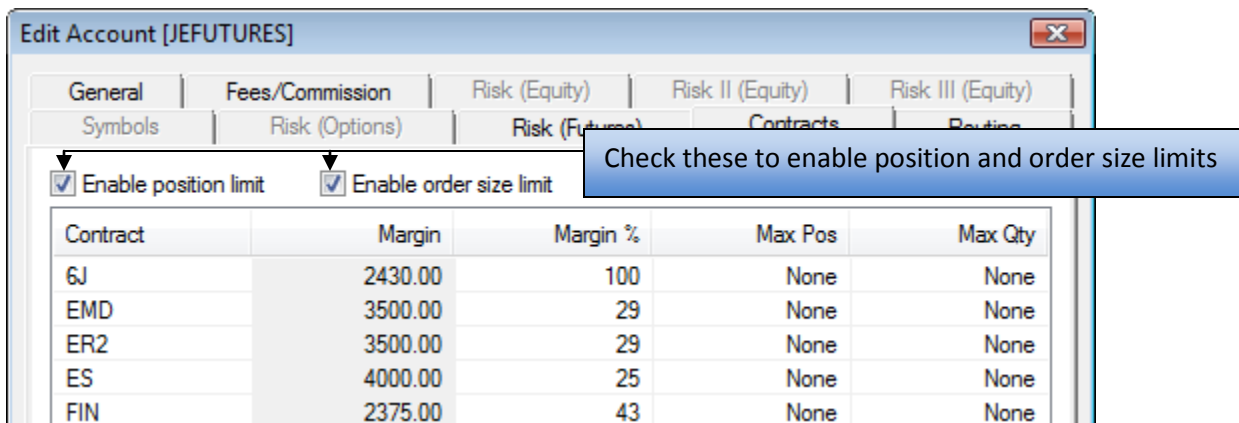 Edit Account [JEFUTURES]
General Fees/Commission Risk (Equity) Risk II (Equity) Risk III (Equity)
Symbols Risk (Options) Risk (Futures) Contracts Routing
Check these to enable position and order size limits
Enable position limit Enable order size limit
Contract Margin Margin % Max Pos Max Qty
6J 2430.00 100 None None
EMD 3500.00 29 None None
ER2 3500.00 29 None None
ES 4000.00 25 None None
FIN 2375.00 43 None None